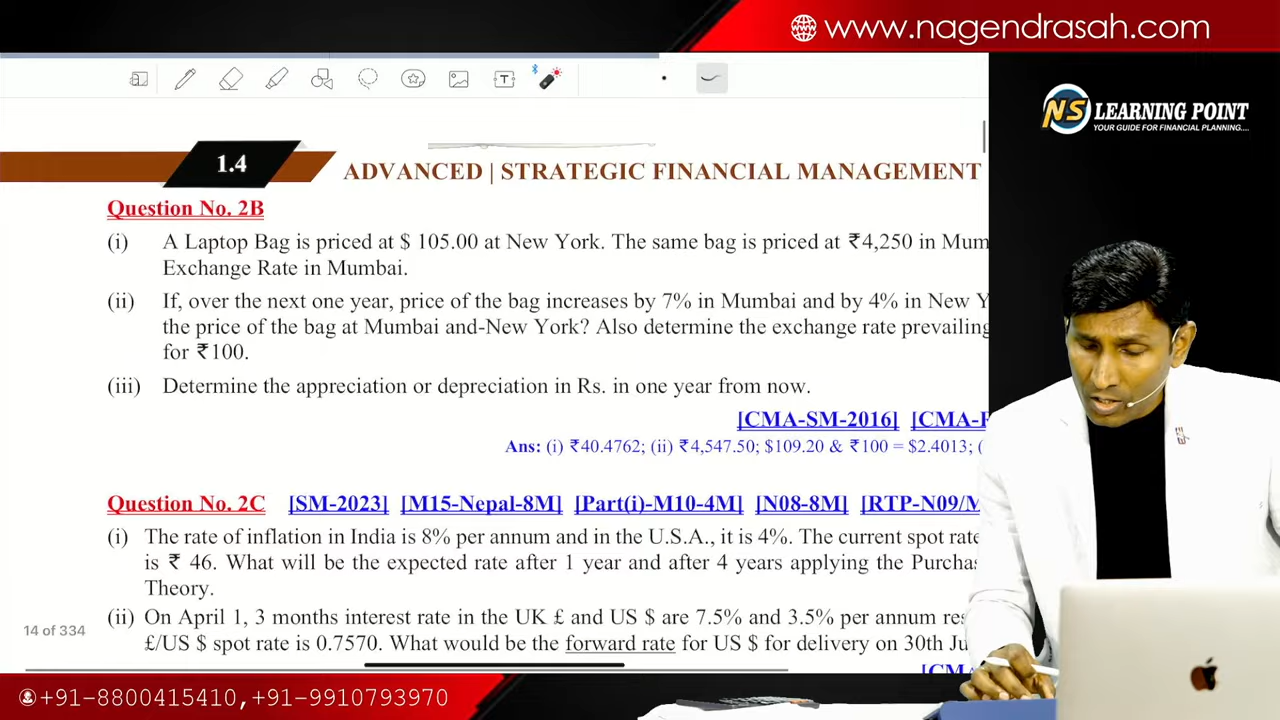 www.nagendrasah.com
NS LEARNING POINT
YOUR GUIDE FOR FINANCIAL PLANNING....
T
1.4 ADVANCED | STRATEGIC FINANCIAL MANAGEMENT
Question No. 2B
(i) A Laptop Bag is priced at $ 105.00 at New York. The same bag is priced at ₹4,250 in Mum
Exchange Rate in Mumbai.
(ii) If, over the next one year, price of the bag increases by 7% in Mumbai and by 4% in New Y
the price of the bag at Mumbai and-New York? Also determine the exchange rate prevailing
for ₹100.
(iii) Determine the appreciation or depreciation in Rs. in one year from now.
[CMA-SM-2016] [CMA-
Ans: (i) ₹40.4762; (ii) ₹4,547.50; $109.20 & ₹100 = $2.4013; (
Question No. 2C [SM-2023] [M15-Nepal-8M] [Part(i)-M10-4M] [N08-8M] [RTP-N09/M
(i) The rate of inflation in India is 8% per annum and in the U.S.A., it is 4%. The current spot rate
is ₹ 46. What will be the expected rate after 1 year and after 4 years applying the Purchas
Theory.
(ii) On April 1, 3 months interest rate in the UK £ and US $ are 7.5% and 3.5% per annum res
£/US $ spot rate is 0.7570. What would be the forward rate for US $ for delivery on 30th Ju
[CMA
14 of 334
+91-8800415410,+91-9910793970